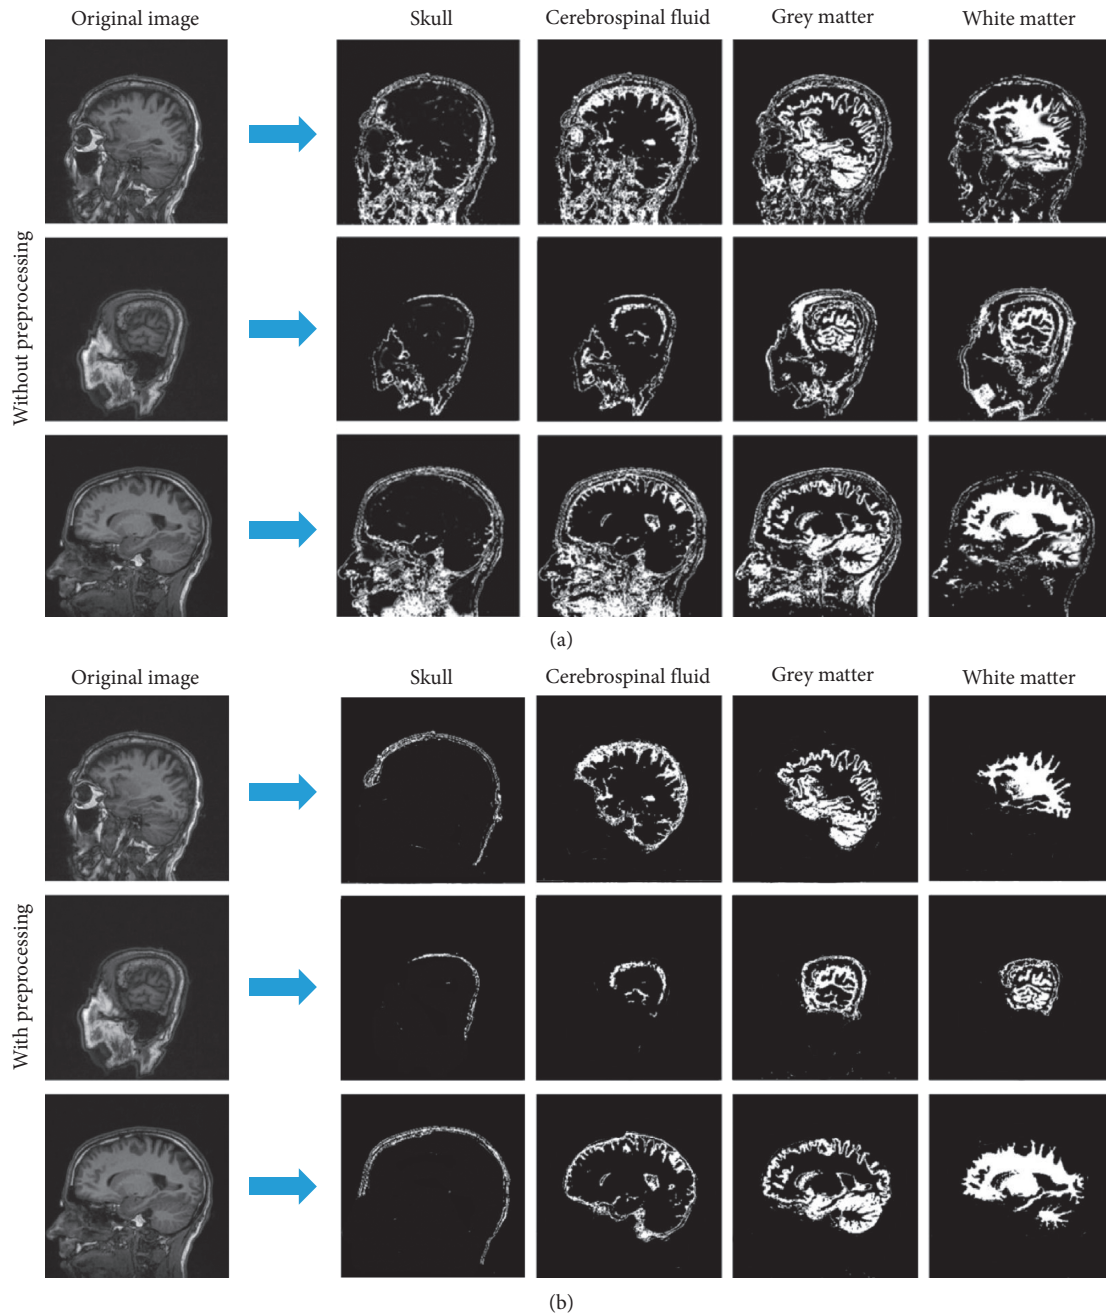 Original image
Skull
Cerebrospinal fluid
Grey matter
White matter
Without preprocessing
(a)
Original image
Skull
Cerebrospinal fluid
Grey matter
White matter
With preprocessing
(b)